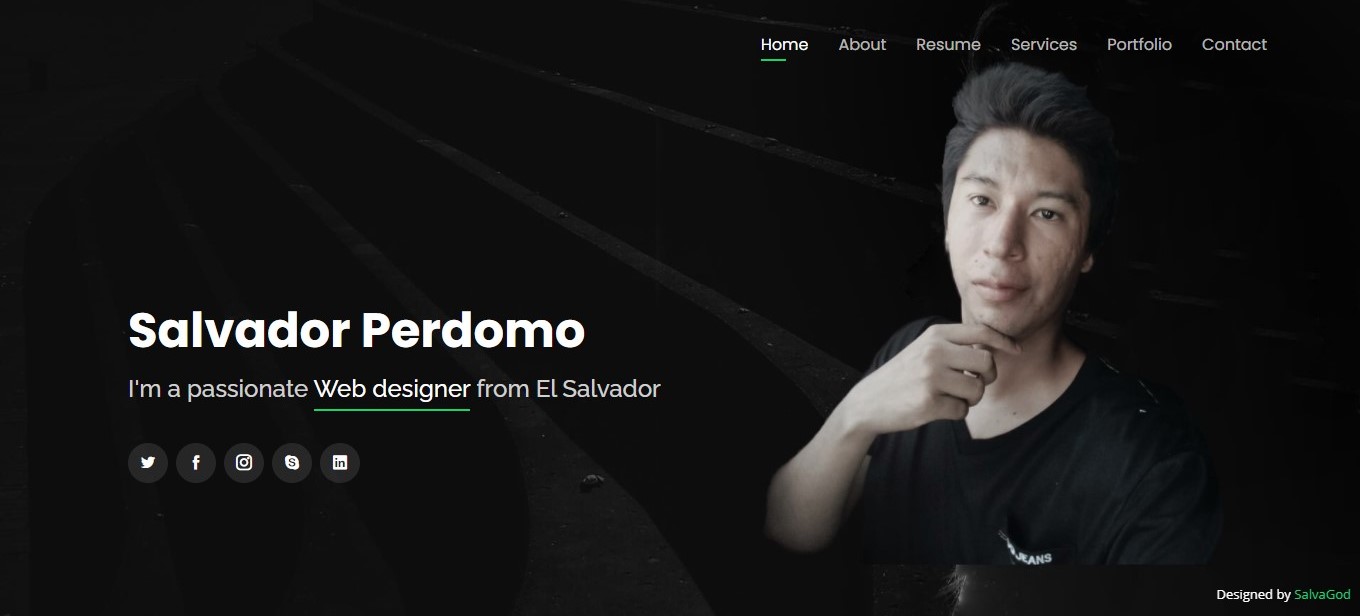 Home About Resume Services Portfolio Contact
Salvador Perdomo
I'm a passionate Web designer from El Salvador
JEANS
Designed by SalvaGod